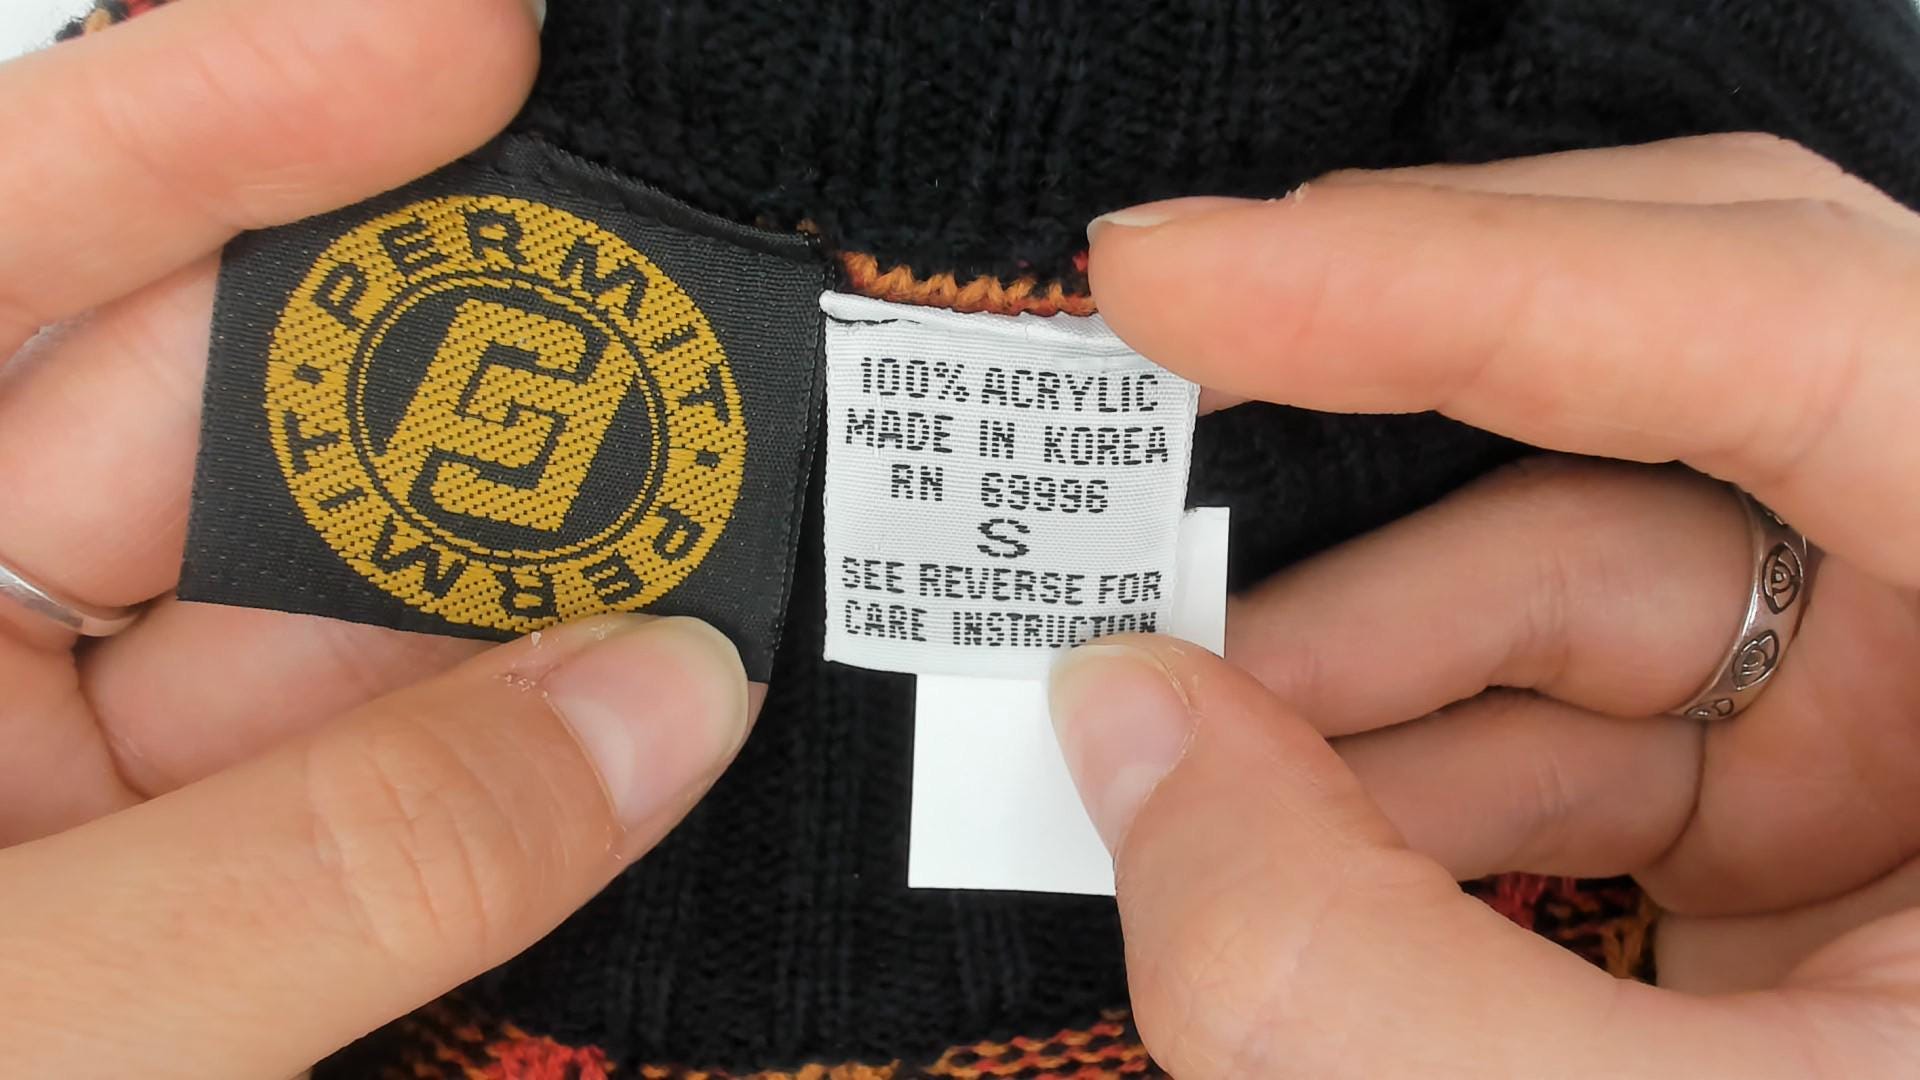 PERMIT · PERMIT ·
100% ACRYLIC
MADE IN KOREA
RN 69996
S
SEE REVERSE FOR
CARE INSTRUCTION